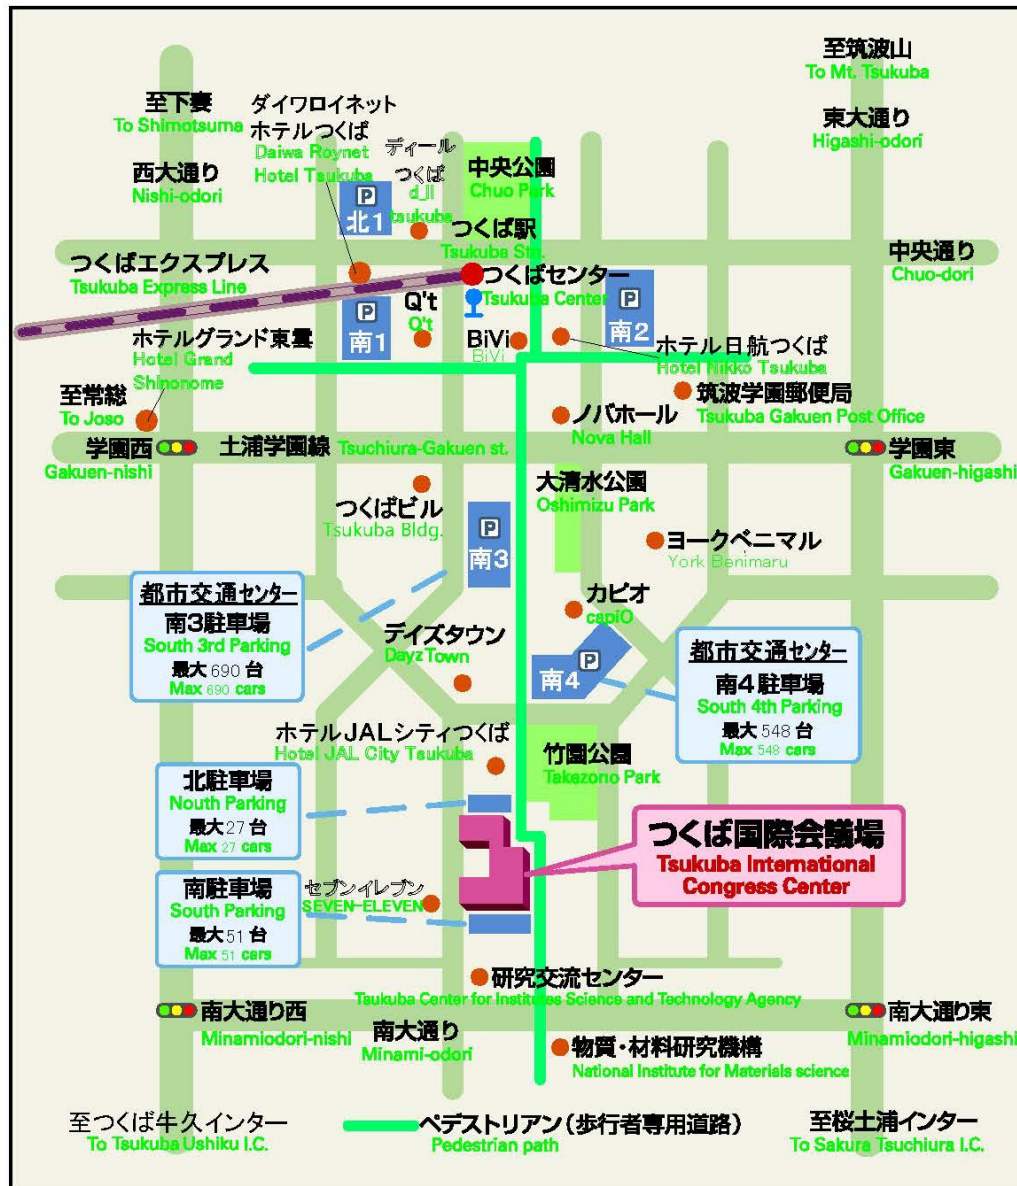 至筑波山
To Mt. Tsukuba
至下妻
To Shimotsuma
ダイワロイネット
ホテルつくば
Daiwa Roynet
Hotel Tsukuba
ディール
つくば
d_ll
tsukuba
東大通り
Higashi-odori
西大通り
Nishi-odori
中央公園
Chuo Park
P
北1
つくば駅
Tsukuba Stn.
中央通り
Chuo-dori
つくばエクスプレス
Tsukuba Express Line
つくばセンター
Tsukuba Center
Q't
Q't
P
南1
P
南2
BiVi
BiVi
ホテルグランド東雲
Hotel Grand
Shinonome
ホテル日航つくば
Hotel Nikko Tsukuba
至常総
To Joso
ノバホール
Nova Hall
筑波学園郵便局
Tsukuba Gakuen Post Office
学園西
Gakuen-nishi
土浦学園線 Tsuchiura-Gakuen st.
学園東
Gakuen-higashi
つくばビル
Tsukuba Bldg.
大清水公園
Oshimizu Park
P
南3
ヨークベニマル
York Benimaru
都市交通センター
南3駐車場
South 3rd Parking
最大 690 台
Max 690 cars
カピオ
capiO
デイズタウン
Dayz Town
P
南4
都市交通センター
南4駐車場
South 4th Parking
最大 548 台
Max 548 cars
ホテルJALシティつくば
Hotel JAL City Tsukuba
竹園公園
Takezono Park
北駐車場
Nouth Parking
最大27 台
Max 27 cars
つくば国際会議場
Tsukuba International
Congress Center
南駐車場
South Parking
最大51 台
Max 51 cars
セブンイレブン
SEVEN-ELEVEN
研究交流センター
Tsukuba Center for Institutes Science and Technology Agency
南大通り西
Minamiodori-nishi
南大通り
Minami-odori
南大通り東
Minamiodori-higashi
物質・材料研究機構
National Institute for Materials science
至つくば牛久インター
To Tsukuba Ushiku I.C.
ペデストリアン（歩行者専用道路）
Pedestrian path
至桜土浦インター
To Sakura Tsuchiura I.C.